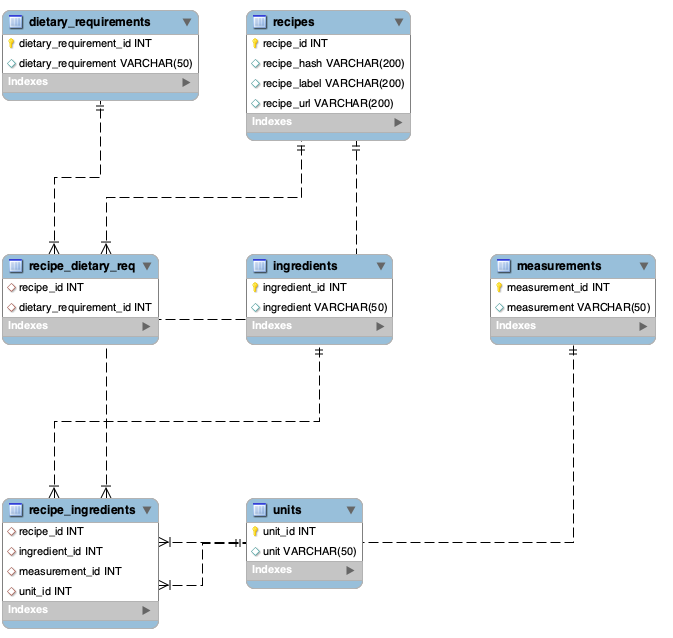 dietary_requirements
dietary_requirement_id INT
dietary_requirement VARCHAR(50)
Indexes
recipes
recipe_id INT
recipe_hash VARCHAR(200)
recipe_label VARCHAR(200)
recipe_url VARCHAR(200)
Indexes
recipe_dietary_req
recipe_id INT
dietary_requirement_id INT
Indexes
ingredients
ingredient_id INT
ingredient VARCHAR(50)
Indexes
measurements
measurement_id INT
measurement VARCHAR(50)
Indexes
recipe_ingredients
recipe_id INT
ingredient_id INT
measurement_id INT
unit_id INT
Indexes
units
unit_id INT
unit VARCHAR(50)
Indexes